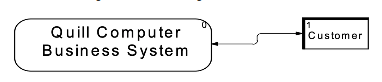 0
Quill Computer
Business System
1
Customer